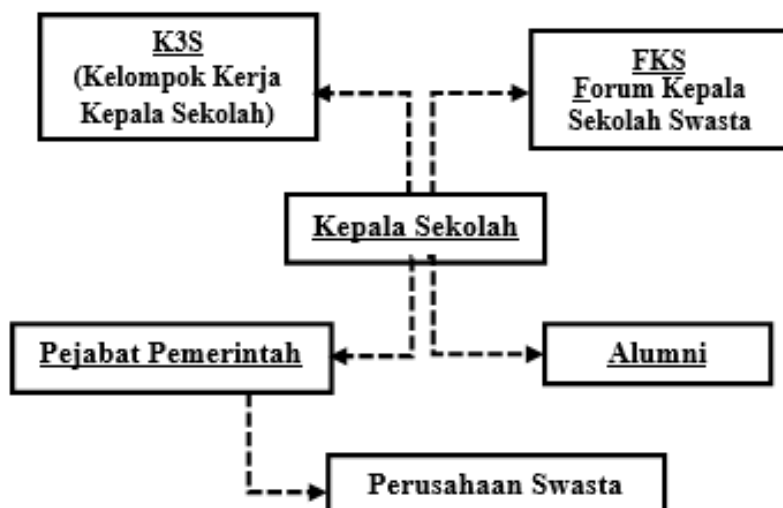 K3S
(Kelompok Kerja
Kepala Sekolah)
FKS
Forum Kepala
Sekolah Swasta
Kepala Sekolah
Pejabat Pemerintah
Alumni
Perusahaan Swasta